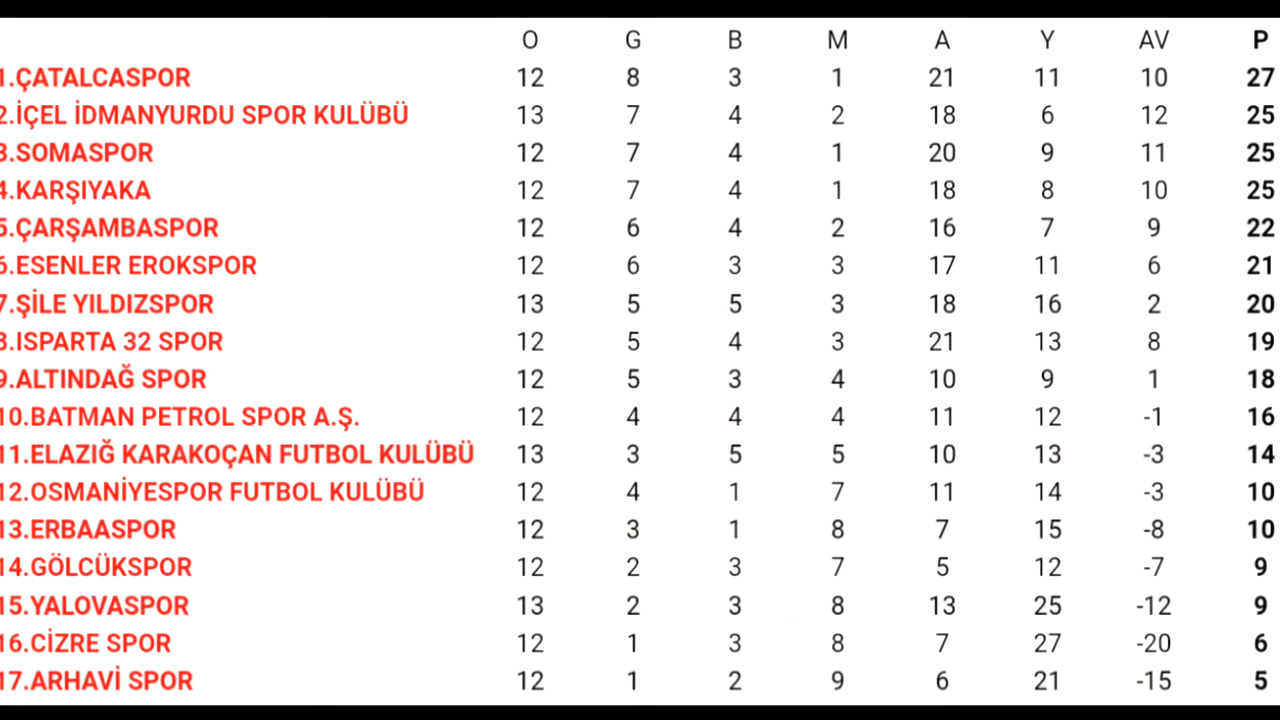 O G B M A Y AV P
1.ÇATALCASPOR 12 8 3 1 21 11 10 27
2.İÇEL İDMANYURDU SPOR KULÜBÜ 13 7 4 2 18 6 12 25
3.SOMASPOR 12 7 4 1 20 9 11 25
4.KARŞIYAKA 12 7 4 1 18 8 10 25
5.ÇARŞAMBASPOR 12 6 4 2 16 7 9 22
6.ESENLER EROKSPOR 12 6 3 3 17 11 6 21
7.ŞİLE YILDIZSPOR 13 5 5 3 18 16 2 20
8.ISPARTA 32 SPOR 12 5 4 3 21 13 8 19
9.ALTINDAĞ SPOR 12 5 3 4 10 9 1 18
10.BATMAN PETROL SPOR A.Ş. 12 4 4 4 11 12 -1 16
11.ELAZIĞ KARAKOÇAN FUTBOL KULÜBÜ 13 3 5 5 10 13 -3 14
12.OSMANİYESPOR FUTBOL KULÜBÜ 12 4 1 7 11 14 -3 10
13.ERBAASPOR 12 3 1 8 7 15 -8 10
14.GÖLCÜKSPOR 12 2 3 7 5 12 -7 9
15.YALOVASPOR 13 2 3 8 13 25 -12 9
16.CİZRE SPOR 12 1 3 8 7 27 -20 6
17.ARHAVİ SPOR 12 1 2 9 6 21 -15 5